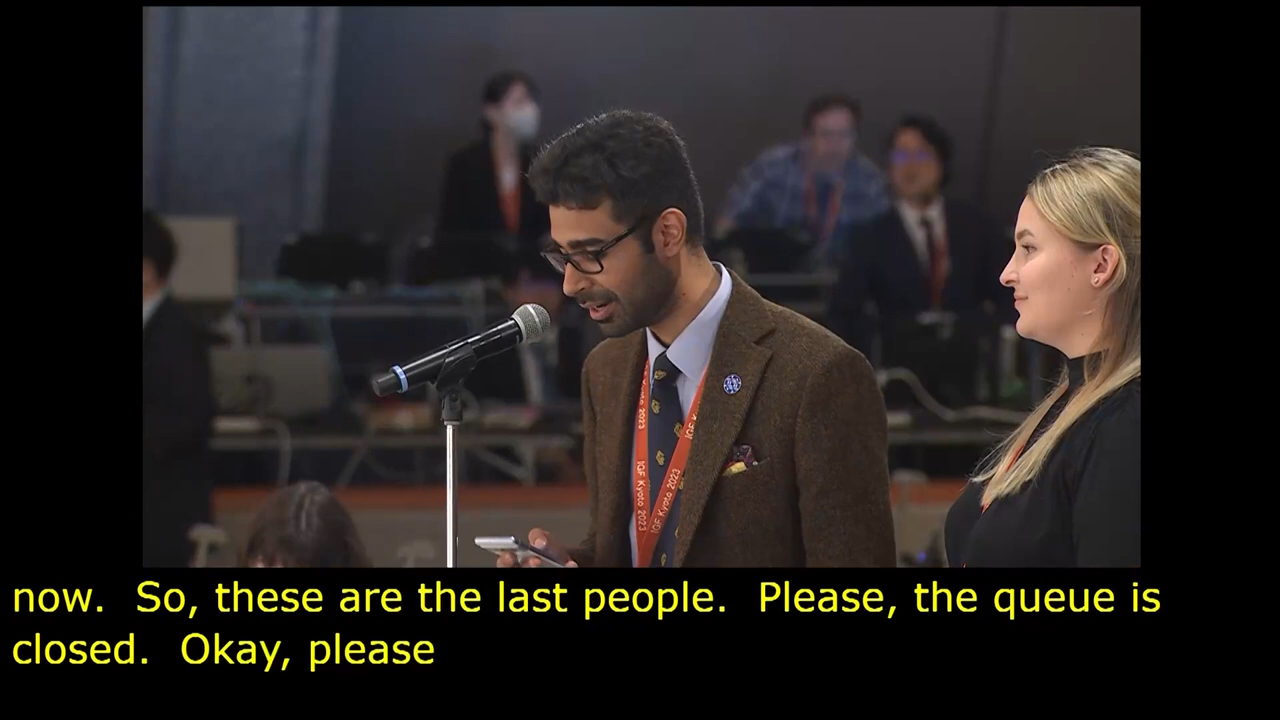 IGF Kyoto 2023
IGF Kyoto 2023
IGF K
now.  So, these are the last people.  Please, the queue is
closed.  Okay, please